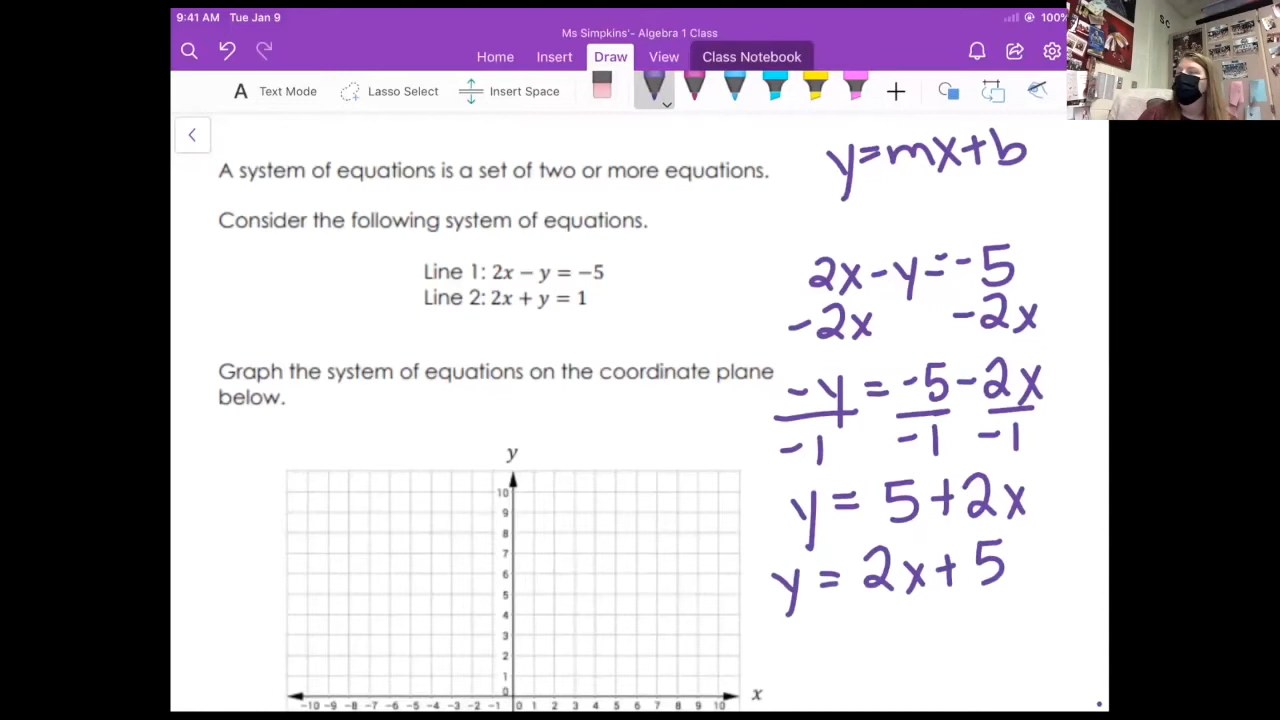 9:41 AM Tue Jan 9 100%
Ms Simpkins'- Algebra 1 Class
Home Insert Draw View Class Notebook
Text Mode Lasso Select Insert Space
A system of equations is a set of two or more equations.
Consider the following system of equations.
Line 1: 2x − y = −5
Line 2: 2x + y = 1
Graph the system of equations on the coordinate plane
below.
y
10
9
8
7
6
5
4
3
2
1
0
-10 -9 -8 -7 -6 -5 -4 -3 -2 -1 0 1 2 3 4 5 6 7 8 9 10
x
y=mx+b
2x-y=-5
-2x -2x
-y = -5-2x
-1 -1 -1
y = 5+2x
y = 2x+5